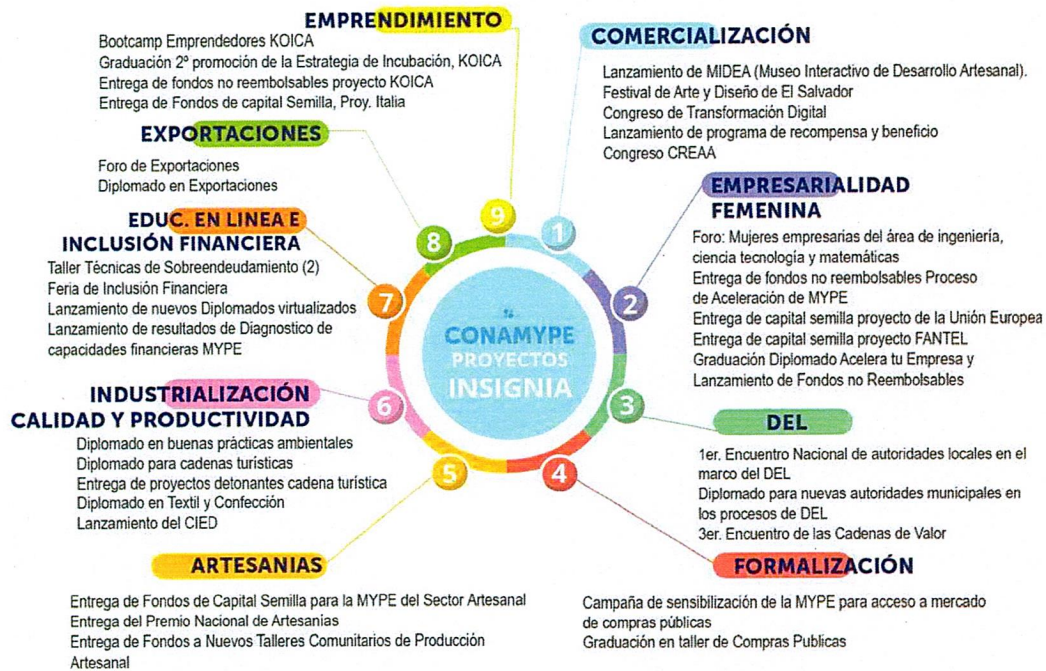 CONAMYPE
PROYECTOS
INSIGNIA
1
COMERCIALIZACIÓN
Lanzamiento de MIDEA (Museo Interactivo de Desarrollo Artesanal).
Festival de Arte y Diseño de El Salvador
Congreso de Transformación Digital
Lanzamiento de programa de recompensa y beneficio
Congreso CREAA
2
EMPRESARIALIDAD
FEMENINA
Foro: Mujeres empresarias del área de ingeniería,
ciencia tecnología y matemáticas
Entrega de fondos no reembolsables Proceso
de Aceleración de MYPE
Entrega de capital semilla proyecto de la Unión Europea
Entrega de capital semilla proyecto FANTEL
Graduación Diplomado Acelera tu Empresa y
Lanzamiento de Fondos no Reembolsables
3
DEL
1er. Encuentro Nacional de autoridades locales en el
marco del DEL
Diplomado para nuevas autoridades municipales en
los procesos de DEL
3er. Encuentro de las Cadenas de Valor
4
FORMALIZACIÓN
Campaña de sensibilización de la MYPE para acceso a mercado
de compras públicas
Graduación en taller de Compras Publicas
5
ARTESANIAS
Entrega de Fondos de Capital Semilla para la MYPE del Sector Artesanal
Entrega del Premio Nacional de Artesanías
Entrega de Fondos a Nuevos Talleres Comunitarios de Producción
Artesanal
6
INDUSTRIALIZACIÓN
CALIDAD Y PRODUCTIVIDAD
Diplomado en buenas prácticas ambientales
Diplomado para cadenas turísticas
Entrega de proyectos detonantes cadena turística
Diplomado en Textil y Confección
Lanzamiento del CIED
7
EDUC. EN LINEA E
INCLUSIÓN FINANCIERA
Taller Técnicas de Sobreendeudamiento (2)
Feria de Inclusión Financiera
Lanzamiento de nuevos Diplomados virtualizados
Lanzamiento de resultados de Diagnostico de
capacidades financieras MYPE
8
EXPORTACIONES
Foro de Exportaciones
Diplomado en Exportaciones
9
EMPRENDIMIENTO
Bootcamp Emprendedores KOICA
Graduación 2º promoción de la Estrategia de Incubación, KOICA
Entrega de fondos no reembolsables proyecto KOICA
Entrega de Fondos de capital Semilla, Proy. Italia